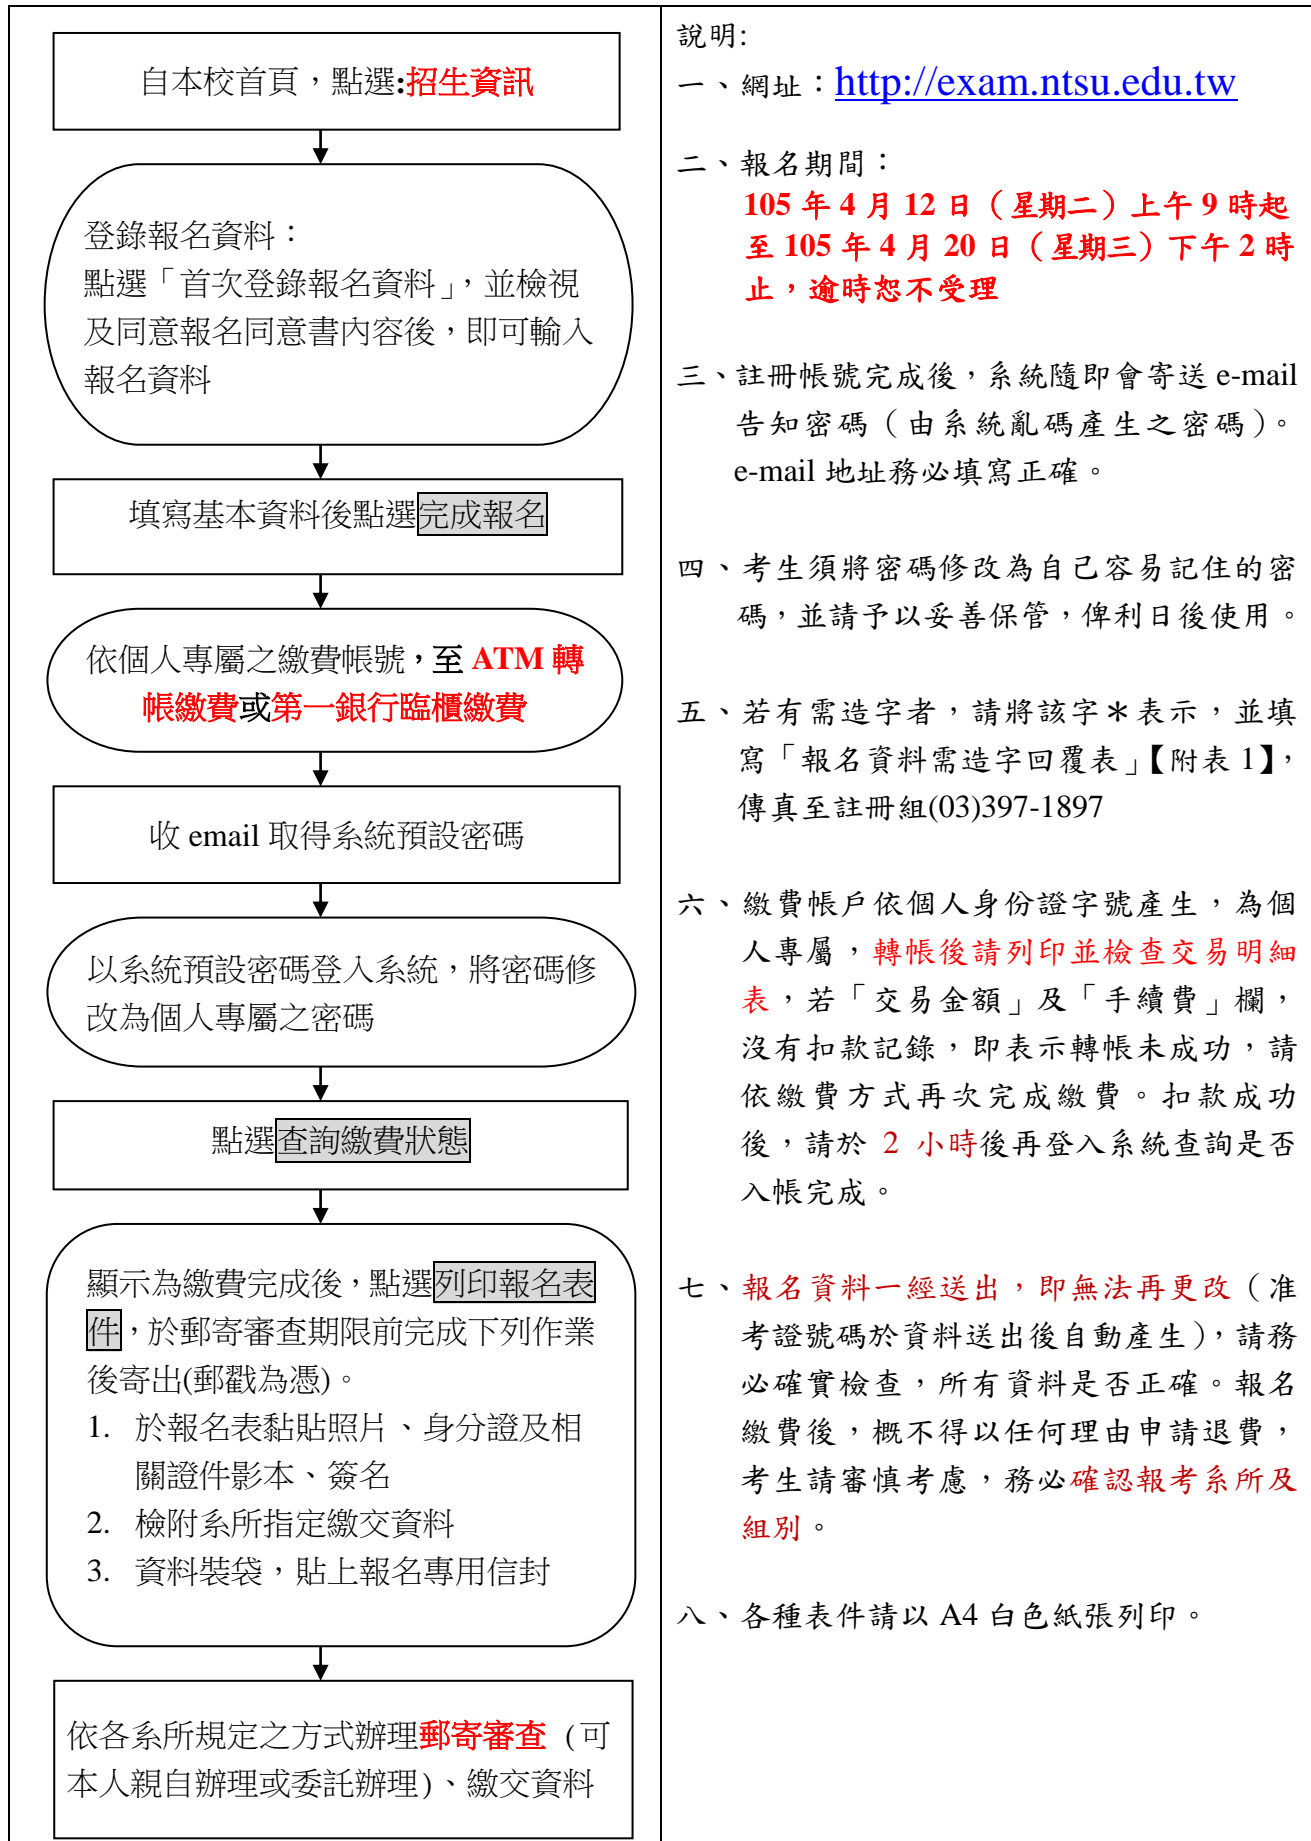 自本校首頁，點選:招生資訊
登錄報名資料：
點選「首次登錄報名資料」，並檢視
及同意報名同意書內容後，即可輸入
報名資料
填寫基本資料後點選完成報名
依個人專屬之繳費帳號，至 ATM 轉
帳繳費或第一銀行臨櫃繳費
收 email 取得系統預設密碼
以系統預設密碼登入系統，將密碼修
改為個人專屬之密碼
點選查詢繳費狀態
顯示為繳費完成後，點選列印報名表
件，於郵寄審查期限前完成下列作業
後寄出(郵戳為憑)。
1. 於報名表黏貼照片、身分證及相
關證件影本、簽名
2. 檢附系所指定繳交資料
3. 資料裝袋，貼上報名專用信封
依各系所規定之方式辦理郵寄審查 (可
本人親自辦理或委託辦理)、繳交資料
說明:
一、網址：http://exam.ntsu.edu.tw
二、報名期間：
105 年 4 月 12 日（星期二）上午 9 時起
至 105 年 4 月 20 日（星期三）下午 2 時
止，逾時恕不受理
三、註冊帳號完成後，系統隨即會寄送 e-mail
告知密碼（由系統亂碼產生之密碼）。
e-mail 地址務必填寫正確。
四、考生須將密碼修改為自己容易記住的密
碼，並請予以妥善保管，俾利日後使用。
五、若有需造字者，請將該字＊表示，並填
寫「報名資料需造字回覆表」【附表 1】，
傳真至註冊組(03)397-1897
六、繳費帳戶依個人身份證字號產生，為個
人專屬，轉帳後請列印並檢查交易明細
表，若「交易金額」及「手續費」欄，
沒有扣款記錄，即表示轉帳未成功，請
依繳費方式再次完成繳費。扣款成功
後，請於 2 小時後再登入系統查詢是否
入帳完成。
七、報名資料一經送出，即無法再更改（准
考證號碼於資料送出後自動產生），請務
必確實檢查，所有資料是否正確。報名
繳費後，概不得以任何理由申請退費，
考生請審慎考慮，務必確認報考系所及
組別。
八、各種表件請以 A4 白色紙張列印。